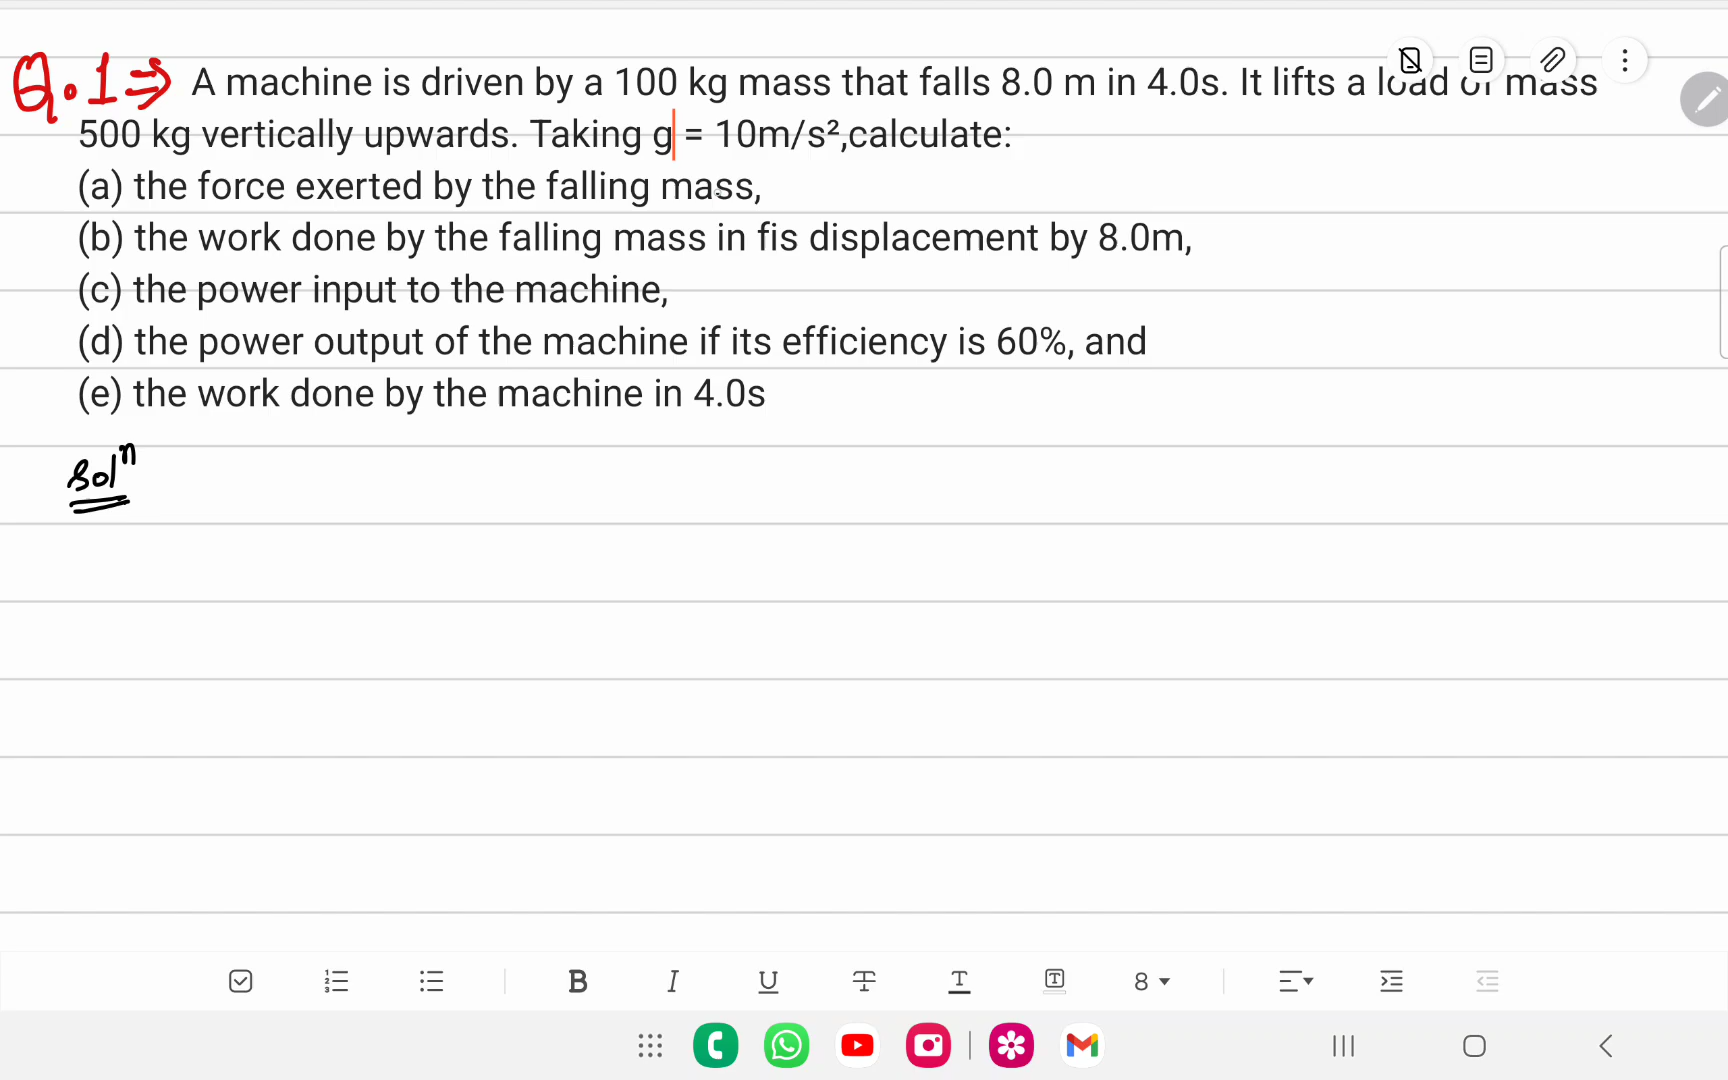 Q.1⇒ A machine is driven by a 100 kg mass that falls 8.0 m in 4.0s. It lifts a load of mass
500 kg vertically upwards. Taking g = 10m/s²,calculate:
(a) the force exerted by the falling mass,
(b) the work done by the falling mass in fis displacement by 8.0m,
(c) the power input to the machine,
(d) the power output of the machine if its efficiency is 60%, and
(e) the work done by the machine in 4.0s
Solⁿ
B I U T T T 8